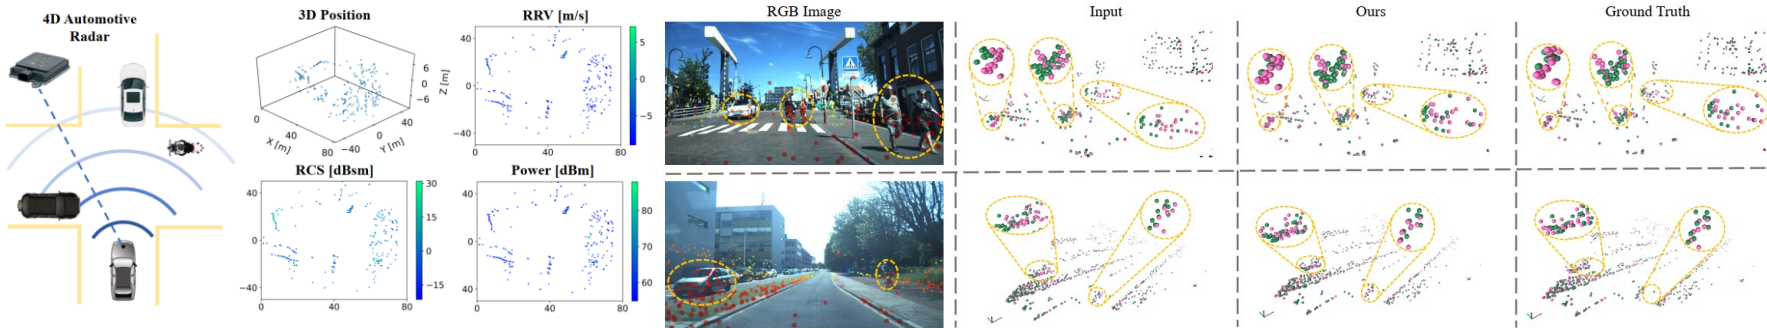 4D Automotive
Radar
3D Position
6
0
−6
Z [m]
0
40
80
X [m]
−40
0
40
Y [m]
RRV [m/s]
40
0
−40
0
40
80
5
0
−5
RCS [dBsm]
40
0
−40
0
40
80
30
15
0
−15
Power [dBm]
40
0
−40
0
40
80
80
70
60
RGB Image
Input
Ours
Ground Truth